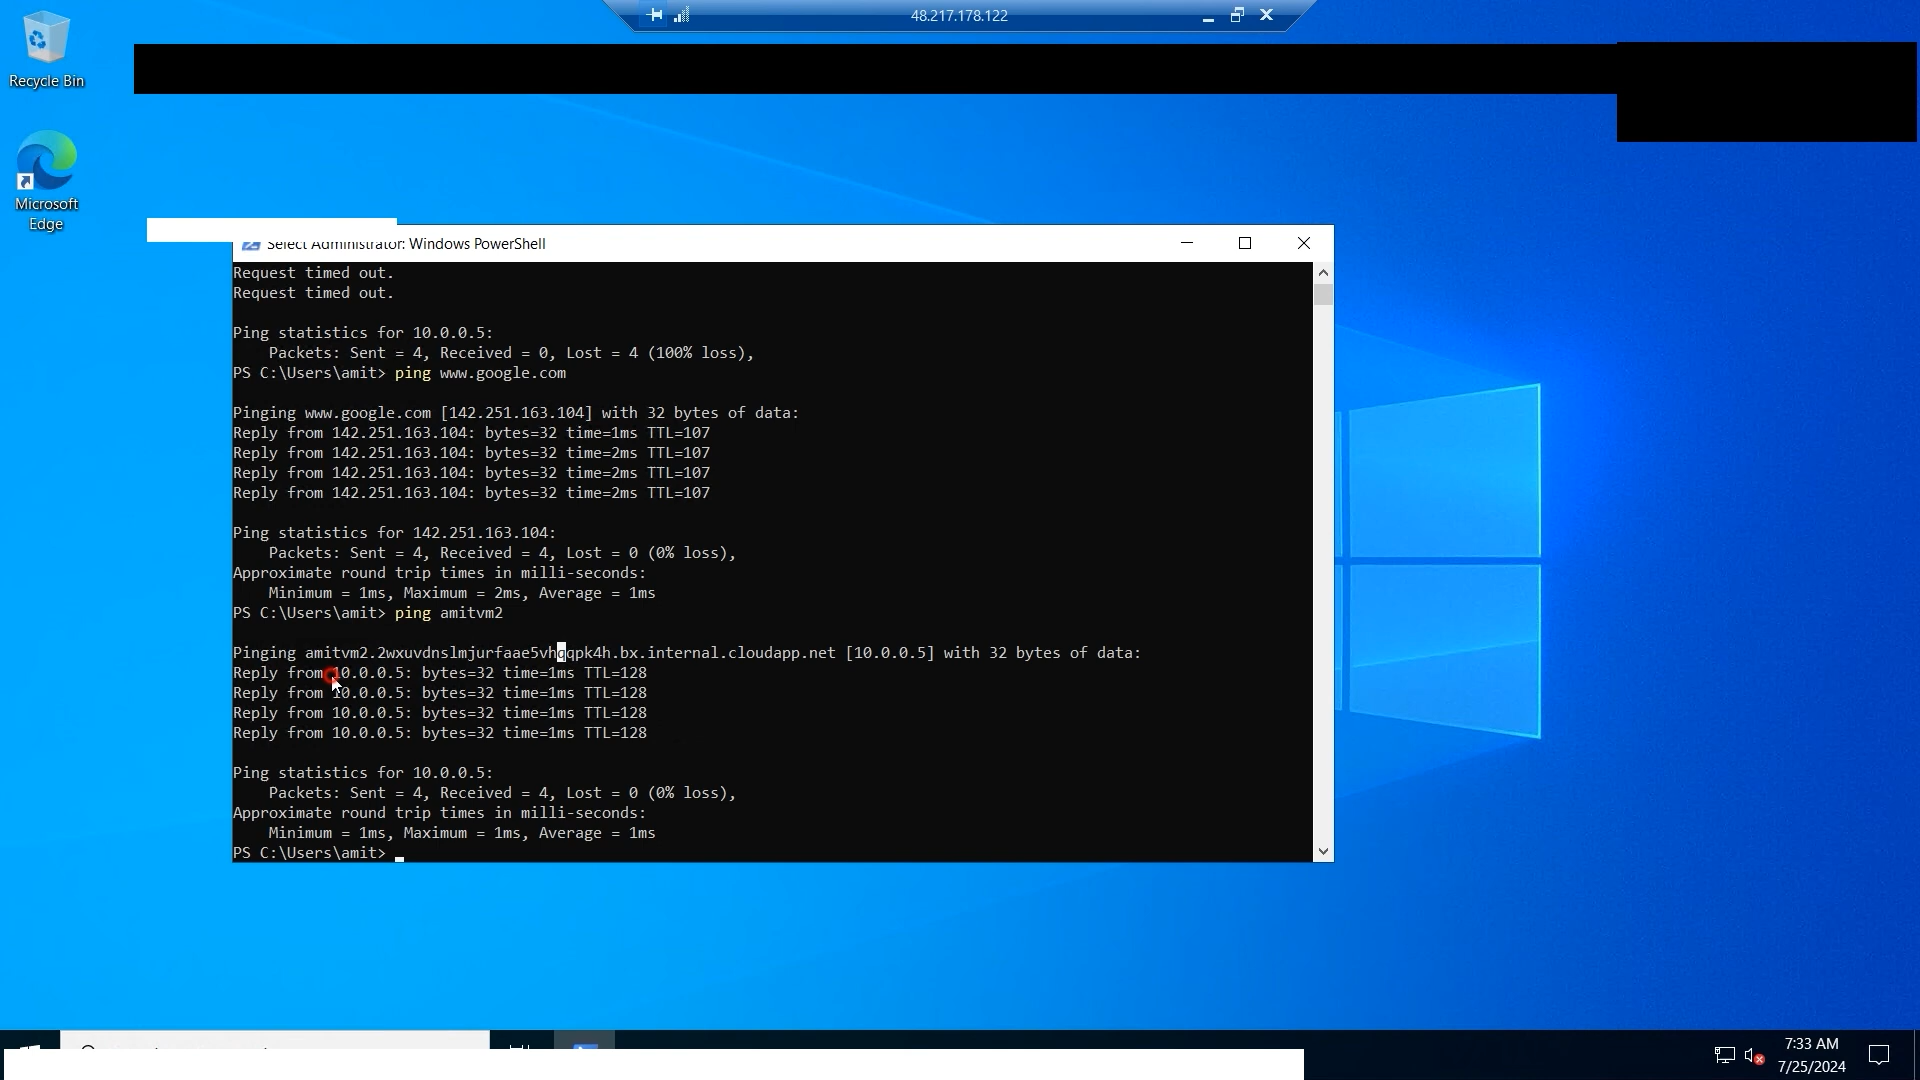 48.217.178.122
Recycle Bin
Microsoft
Edge
Select Administrator: Windows PowerShell
Request timed out.
Request timed out.
Ping statistics for 10.0.0.5:
    Packets: Sent = 4, Received = 0, Lost = 4 (100% loss),
PS C:\Users\amit> ping www.google.com
Pinging www.google.com [142.251.163.104] with 32 bytes of data:
Reply from 142.251.163.104: bytes=32 time=1ms TTL=107
Reply from 142.251.163.104: bytes=32 time=2ms TTL=107
Reply from 142.251.163.104: bytes=32 time=2ms TTL=107
Reply from 142.251.163.104: bytes=32 time=2ms TTL=107
Ping statistics for 142.251.163.104:
    Packets: Sent = 4, Received = 4, Lost = 0 (0% loss),
Approximate round trip times in milli-seconds:
    Minimum = 1ms, Maximum = 2ms, Average = 1ms
PS C:\Users\amit> ping amitvm2
Pinging amitvm2.2wxuvdnslmjurfaae5vhqqpk4h.bx.internal.cloudapp.net [10.0.0.5] with 32 bytes of data:
Reply from 10.0.0.5: bytes=32 time=1ms TTL=128
Reply from 10.0.0.5: bytes=32 time=1ms TTL=128
Reply from 10.0.0.5: bytes=32 time=1ms TTL=128
Reply from 10.0.0.5: bytes=32 time=1ms TTL=128
Ping statistics for 10.0.0.5:
    Packets: Sent = 4, Received = 4, Lost = 0 (0% loss),
Approximate round trip times in milli-seconds:
    Minimum = 1ms, Maximum = 1ms, Average = 1ms
PS C:\Users\amit>
7:33 AM
7/25/2024